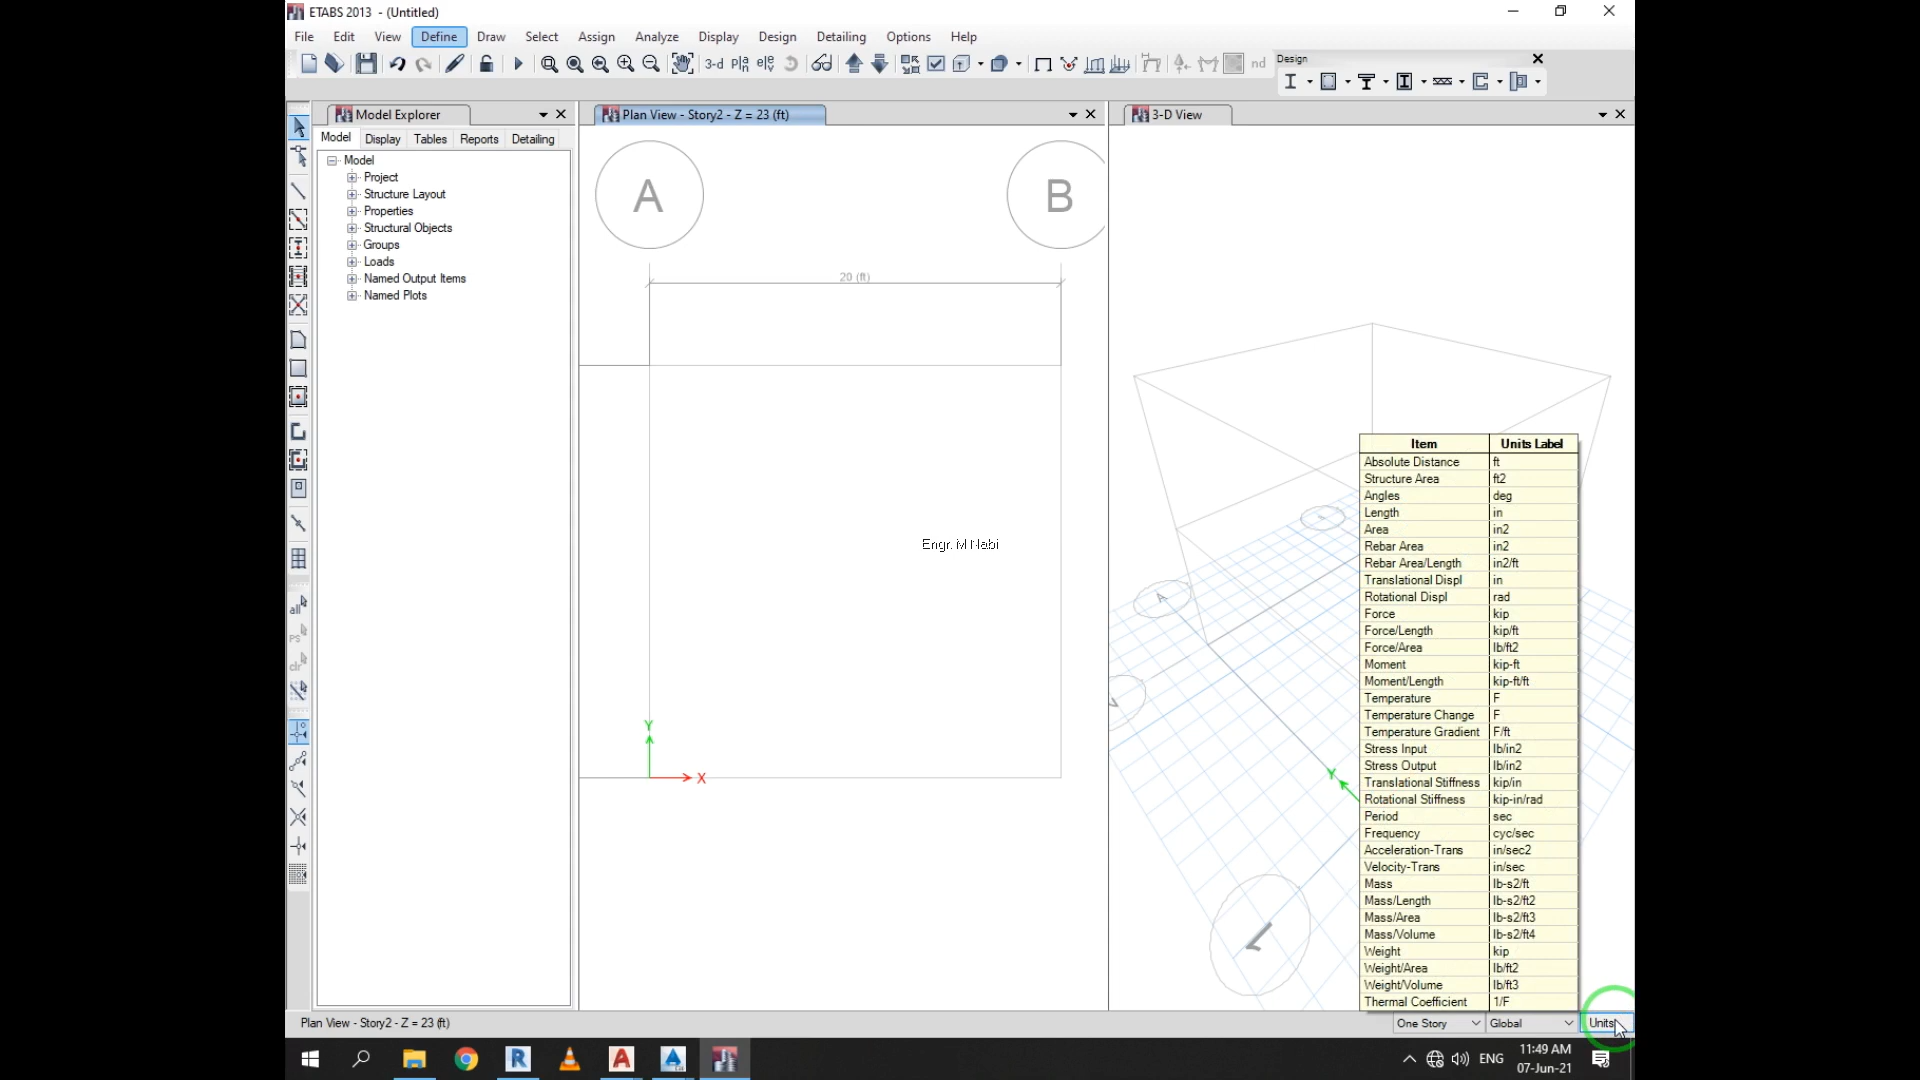 ETABS 2013 - (Untitled)
File Edit View Define Draw Select Assign Analyze Display Design Detailing Options Help
3-d
nd
Design
Model Explorer
Model Display Tables Reports Detailing
Model
Project
Structure Layout
Properties
Structural Objects
Groups
Loads
Named Output Items
Named Plots
all
ps
clr
Plan View - Story2 - Z = 23 (ft)
A
B
20 (ft)
Engr. M Nabi
Y
X
3-D View
A
1
Y
Item Units Label
Absolute Distance ft
Structure Area ft2
Angles deg
Length in
Area in2
Rebar Area in2
Rebar Area/Length in2/ft
Translational Displ in
Rotational Displ rad
Force kip
Force/Length kip/ft
Force/Area lb/ft2
Moment kip-ft
Moment/Length kip-ft/ft
Temperature F
Temperature Change F
Temperature Gradient F/ft
Stress Input lb/in2
Stress Output lb/in2
Translational Stiffness kip/in
Rotational Stiffness kip-in/rad
Period sec
Frequency cyc/sec
Acceleration-Trans in/sec2
Velocity-Trans in/sec
Mass lb-s2/ft
Mass/Length lb-s2/ft2
Mass/Area lb-s2/ft3
Mass/Volume lb-s2/ft4
Weight kip
Weight/Area lb/ft2
Weight/Volume lb/ft3
Thermal Coefficient 1/F
Plan View - Story2 - Z = 23 (ft)
One Story Global Units
ENG
11:49 AM
07-Jun-21